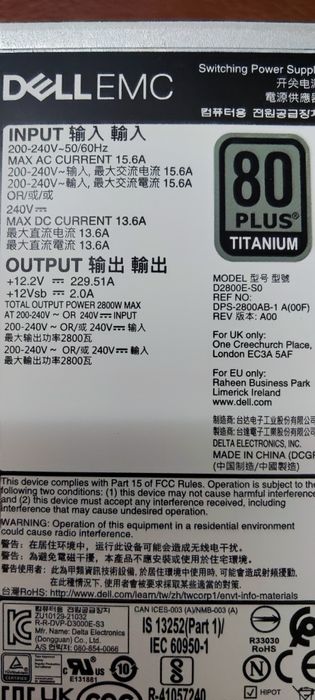 DELLEMC
Switching Power Supply
开关电源
電源供應器
컴퓨터용 전원공급장치
INPUT 输入 輸入
200-240V~50/60Hz
MAX AC CURRENT 15.6A
200-240V~输入, 最大交流电流 15.6A
200-240V~輸入, 最大交流電流 15.6A
OR/或/或
240V⎓
MAX DC CURRENT 13.6A
最大直流电流 13.6A
最大直流電流 13.6A
80
PLUS®
TITANIUM
OUTPUT 输出 輸出
+12.2V ⎓ 229.51A
+12Vsb ⎓ 2.0A
TOTAL OUTPUT POWER 2800W MAX
AT 200-240V ~ OR 240V ⎓ INPUT
200-240V ~ OR/或 240V⎓ 输入
最大输出功率2800瓦
200-240V ~ OR/或 240V⎓ 輸入
最大輸出功率2800瓦
MODEL 型号 型號
D2800E-S0
REF NO:
DPS-2800AB-1 A(00F)
REV 版本: A00
For UK only:
One Creechurch Place,
London EC3A 5AF
For EU only:
Raheen Business Park
Limerick Ireland
www.dell.com
制造商: 台达电子工业股份有限公
製造商: 台達電子工業股份有限公
DELTA ELECTRONICS, INC.
MADE IN CHINA (DCGF
(中国制造/中國製造)
This device complies with Part 15 of FCC Rules. Operation is subject to the
following two conditions: (1) this device may not cause harmful interference
and (2) this device must accept any interference received, including
interference that may cause undesired operation.
WARNING: Operation of this equipment in a residential environment
could cause radio interference.
警告: 在居住环境中, 运行此设备可能会造成无线电干扰。
警告: 為避免電磁干擾, 本產品不應安裝或使用於住宅環境。
警告使用者: 此為甲類資訊技術設備, 於居住環境中使用時, 可能會造成射頻擾動,
在此種情況下, 使用者會被要求採取某些適當的對策.
台灣RoHS: http://www.dell.com/learn/tw/zh/twcorp1/envt-info-materials
컴퓨터용 전원공급장치
R-R-DVP-D3000E-S3
Mfr. Name: Delta Electronics
(Dongguan) Co., Ltd.
A/S 연락처: 080-854-0066
CAN ICES-003 (A)/NMB-003 (A)
IS 13252(Part 1)/
IEC 60950-1
R33030
RoHS
E131881
10
R-41057240
HIPOT